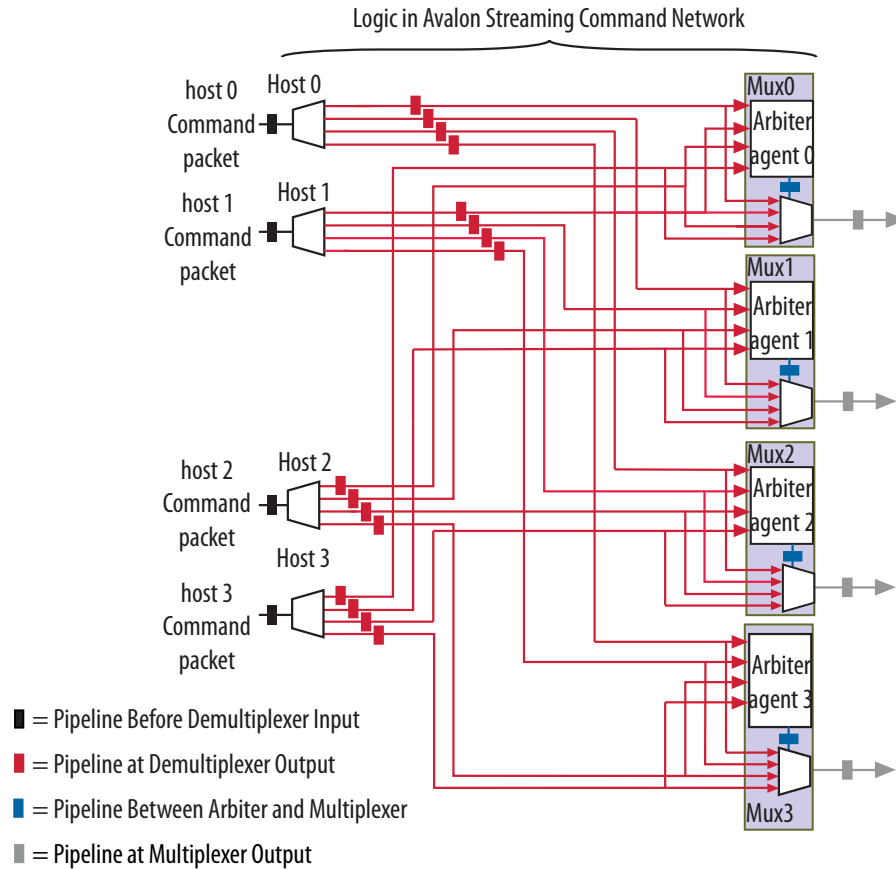 Logic in Avalon Streaming Command Network
host 0
Command
packet
Host 0
host 1
Command
packet
Host 1
Mux0
Arbiter
agent 0
Mux1
Arbiter
agent 1
host 2
Command
packet
Host 2
Host 3
host 3
Command
packet
Mux2
Arbiter
agent 2
Arbiter
agent 3
Mux3
= Pipeline Before Demultiplexer Input
= Pipeline at Demultiplexer Output
= Pipeline Between Arbiter and Multiplexer
= Pipeline at Multiplexer Output